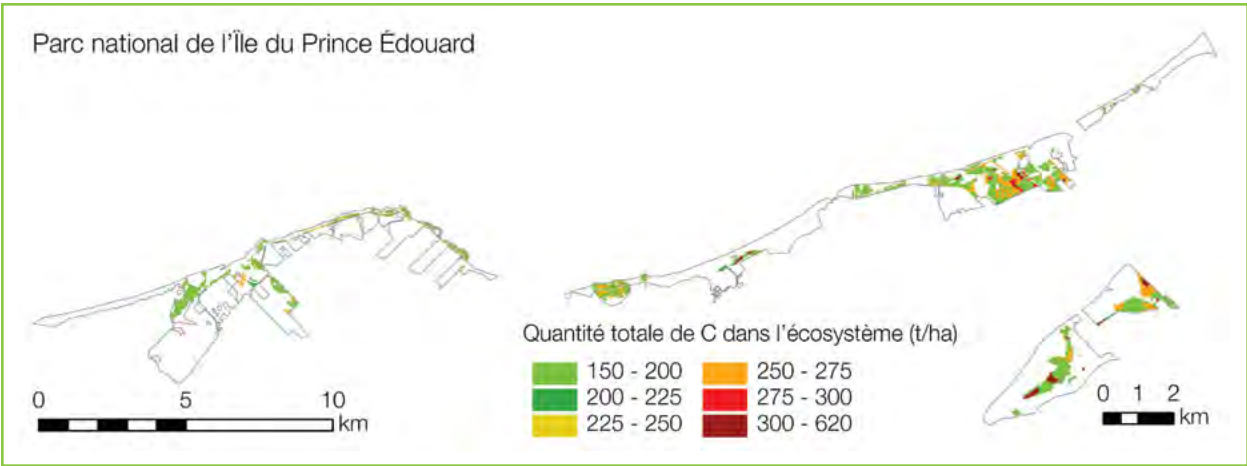 Parc national de l'Île du Prince Édouard
Quantité totale de C dans l'écosystème (t/ha)
150 - 200
250 - 275
200 - 225
275 - 300
225 - 250
300 - 620
0 5 10
km
0 1 2
km